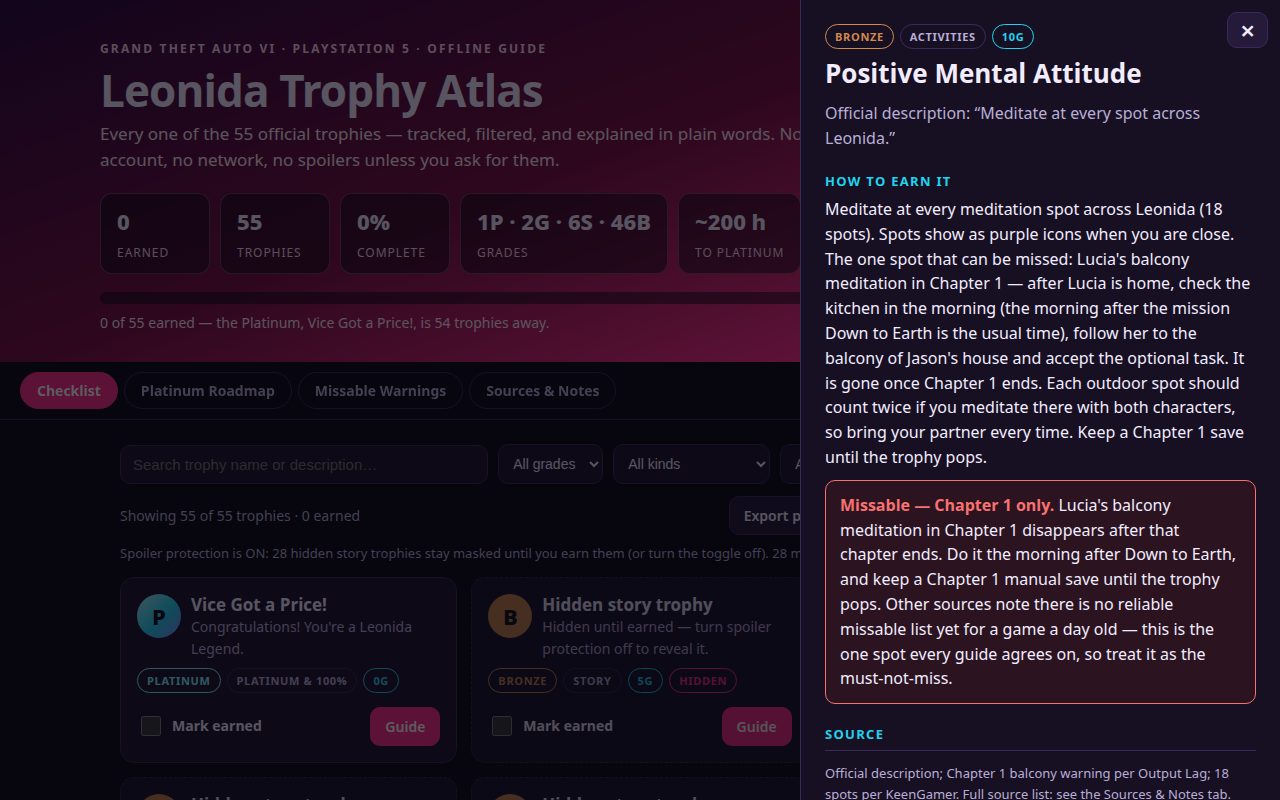 GRAND THEFT AUTO VI · PLAYSTATION 5 · OFFLINE GUIDE
Leonida Trophy Atlas
Every one of the 55 official trophies — tracked, filtered, and explained in plain words. No
account, no network, no spoilers unless you ask for them.
0
EARNED
55
TROPHIES
0%
COMPLETE
1P · 2G · 6S · 46B
GRADES
~200 h
TO PLATINUM
0 of 55 earned — the Platinum, Vice Got a Price!, is 54 trophies away.
Checklist
Platinum Roadmap
Missable Warnings
Sources & Notes
Search trophy name or description…
All grades
All kinds
Showing 55 of 55 trophies · 0 earned
Export p
Spoiler protection is ON: 28 hidden story trophies stay masked until you earn them (or turn the toggle off). 28 m
P
Vice Got a Price!
Congratulations! You're a Leonida
Legend.
PLATINUM
PLATINUM & 100%
0G
Mark earned
Guide
B
Hidden story trophy
Hidden until earned — turn spoiler
protection off to reveal it.
BRONZE
STORY
5G
HIDDEN
Mark earned
Guide
BRONZE
ACTIVITIES
10G
×
Positive Mental Attitude
Official description: “Meditate at every spot across
Leonida.”
HOW TO EARN IT
Meditate at every meditation spot across Leonida (18
spots). Spots show as purple icons when you are close.
The one spot that can be missed: Lucia's balcony
meditation in Chapter 1 — after Lucia is home, check the
kitchen in the morning (the morning after the mission
Down to Earth is the usual time), follow her to the
balcony of Jason's house and accept the optional task. It
is gone once Chapter 1 ends. Each outdoor spot should
count twice if you meditate there with both characters,
so bring your partner every time. Keep a Chapter 1 save
until the trophy pops.
Missable — Chapter 1 only. Lucia's balcony
meditation in Chapter 1 disappears after that
chapter ends. Do it the morning after Down to Earth,
and keep a Chapter 1 manual save until the trophy
pops. Other sources note there is no reliable
missable list yet for a game a day old — this is the
one spot every guide agrees on, so treat it as the
must-not-miss.
SOURCE
Official description; Chapter 1 balcony warning per Output Lag; 18
spots per KeenGamer. Full source list: see the Sources & Notes tab.